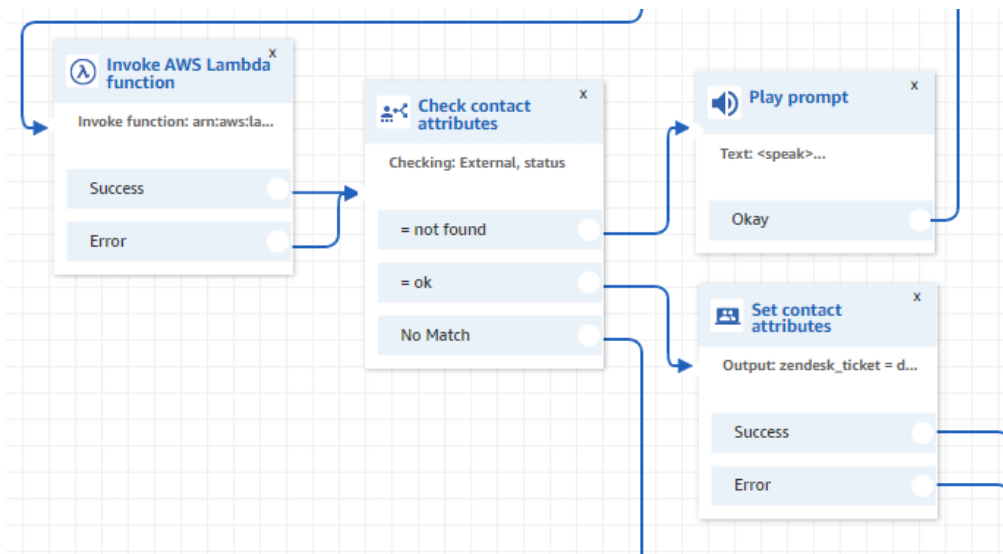 Invoke AWS Lambda
function
x
Invoke function: arn:aws:la...
Success
Error
Check contact
attributes
x
Checking: External, status
= not found
= ok
No Match
Play prompt
x
Text: <speak>...
Okay
Set contact
attributes
x
Output: zendesk_ticket = d...
Success
Error